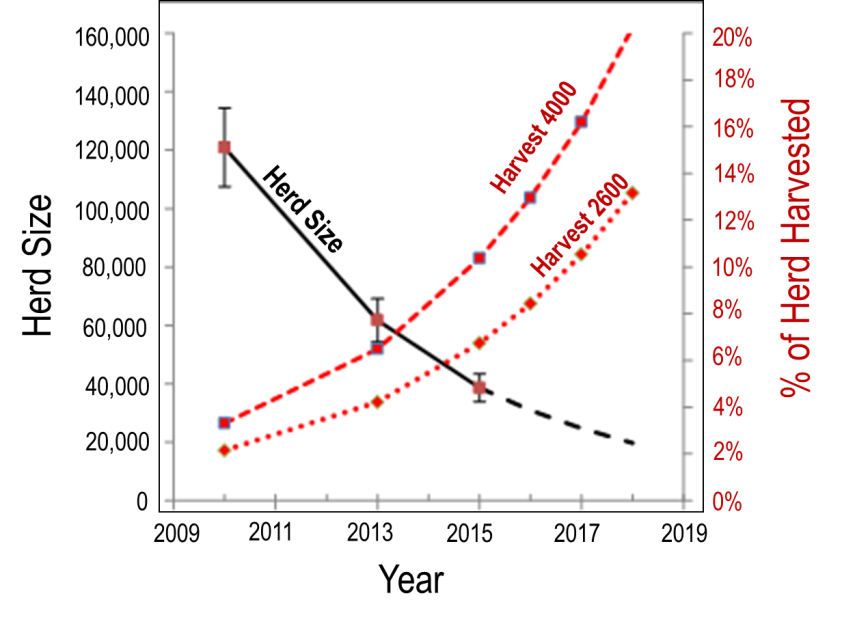 160,000
140,000
120,000
100,000
80,000
60,000
40,000
20,000
0
Herd Size
Herd Size
Harvest 4000
Harvest 2600
20%
18%
16%
14%
12%
10%
8%
6%
4%
2%
0%
% of Herd Harvested
2009 2011 2013 2015 2017 2019
Year